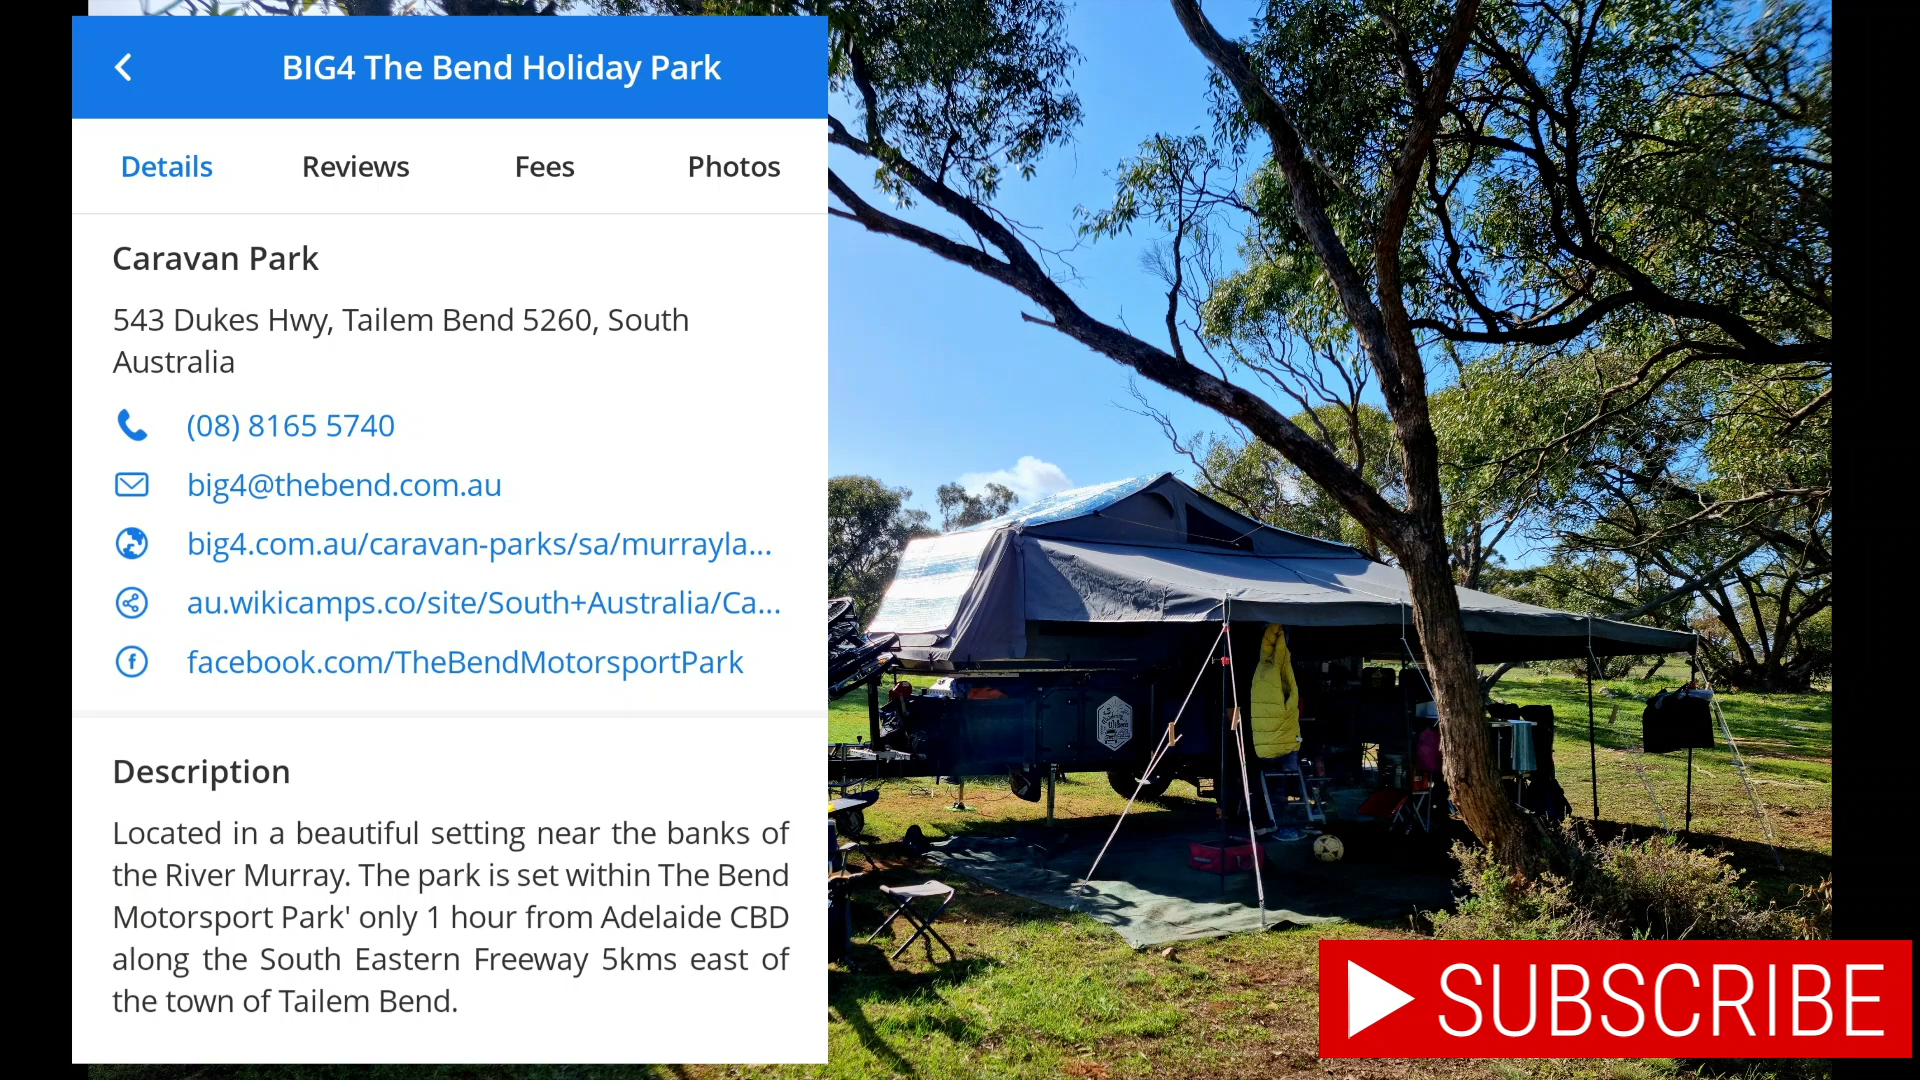 BIG4 The Bend Holiday Park
Details
Reviews
Fees
Photos
Caravan Park
543 Dukes Hwy, Tailem Bend 5260, South
Australia
(08) 8165 5740
big4@thebend.com.au
big4.com.au/caravan-parks/sa/murrayla...
au.wikicamps.co/site/South+Australia/Ca...
facebook.com/TheBendMotorsportPark
Description
Located in a beautiful setting near the banks of
the River Murray. The park is set within The Bend
Motorsport Park' only 1 hour from Adelaide CBD
along the South Eastern Freeway 5kms east of
the town of Tailem Bend.
SUBSCRIBE